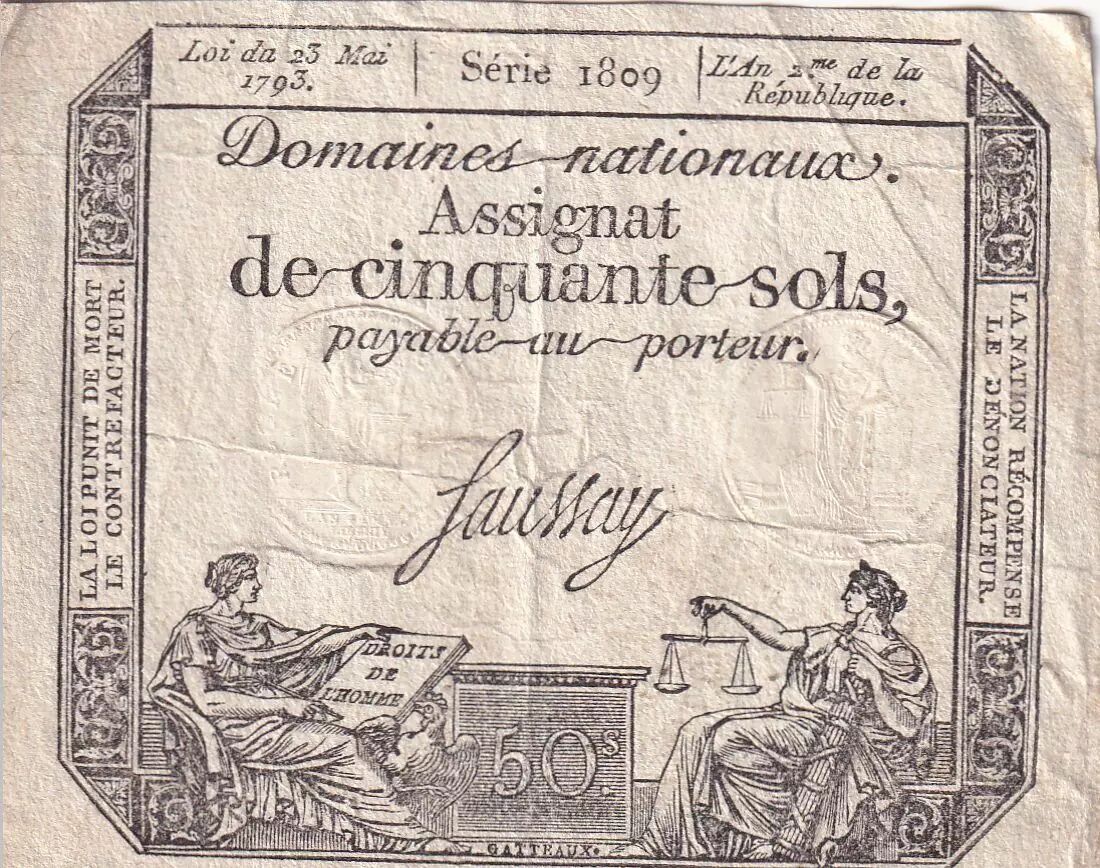 Loi du 23 Mai
1793.
Série 1809
L'An 2.me de la
République.
Domaines nationaux.
Assignat
de cinquante sols,
payable au porteur.
LA LOI PUNIT DE MORT
LE CONTREFACTEUR.
LA NATION RÉCOMPENSE
LE DÉNONCIATEUR.
Saussay
DROITS
DE
L'HOMME
50.s
GATTEAUX.